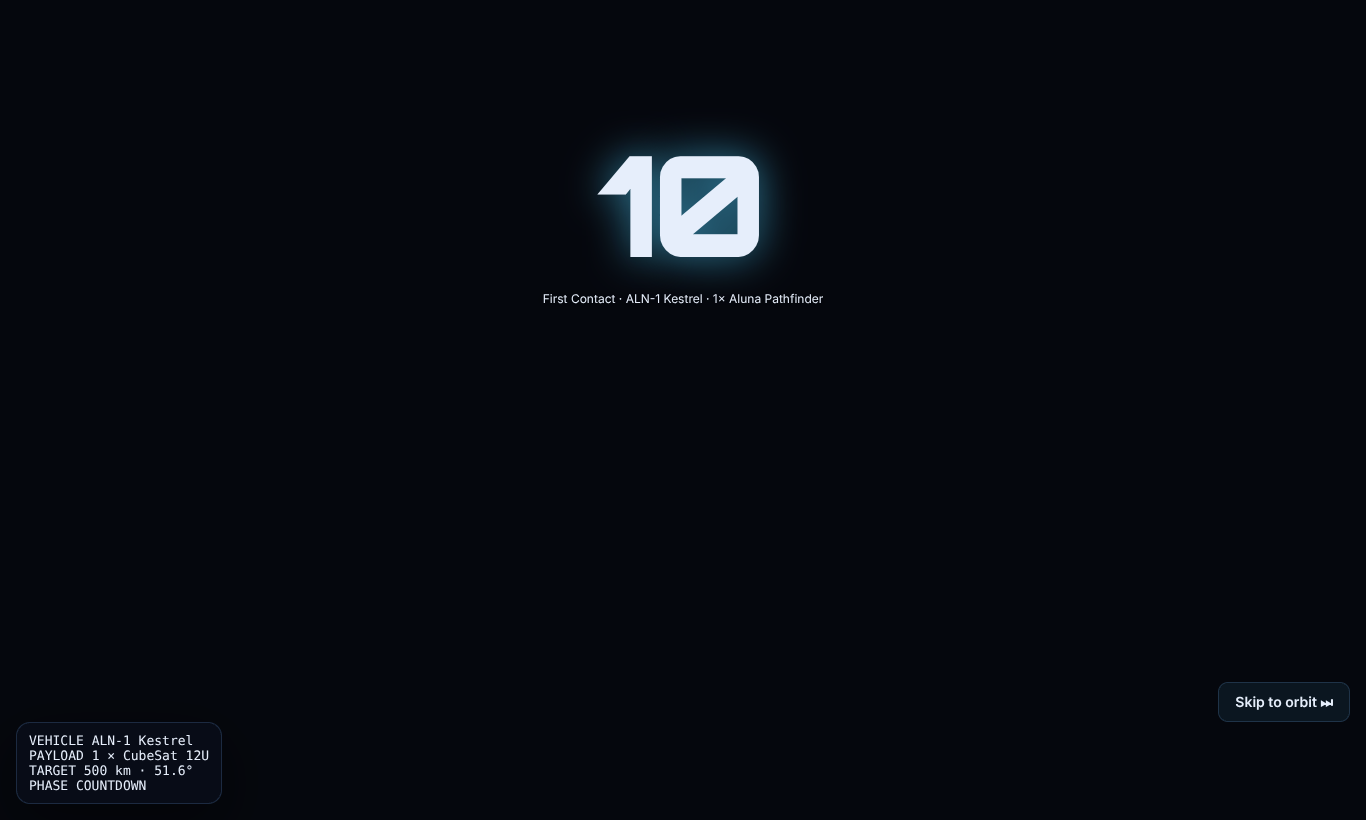 10
First Contact · ALN-1 Kestrel · 1× Aluna Pathfinder
Skip to orbit ⏭
VEHICLE ALN-1 Kestrel
PAYLOAD 1 × CubeSat 12U
TARGET 500 km · 51.6°
PHASE COUNTDOWN